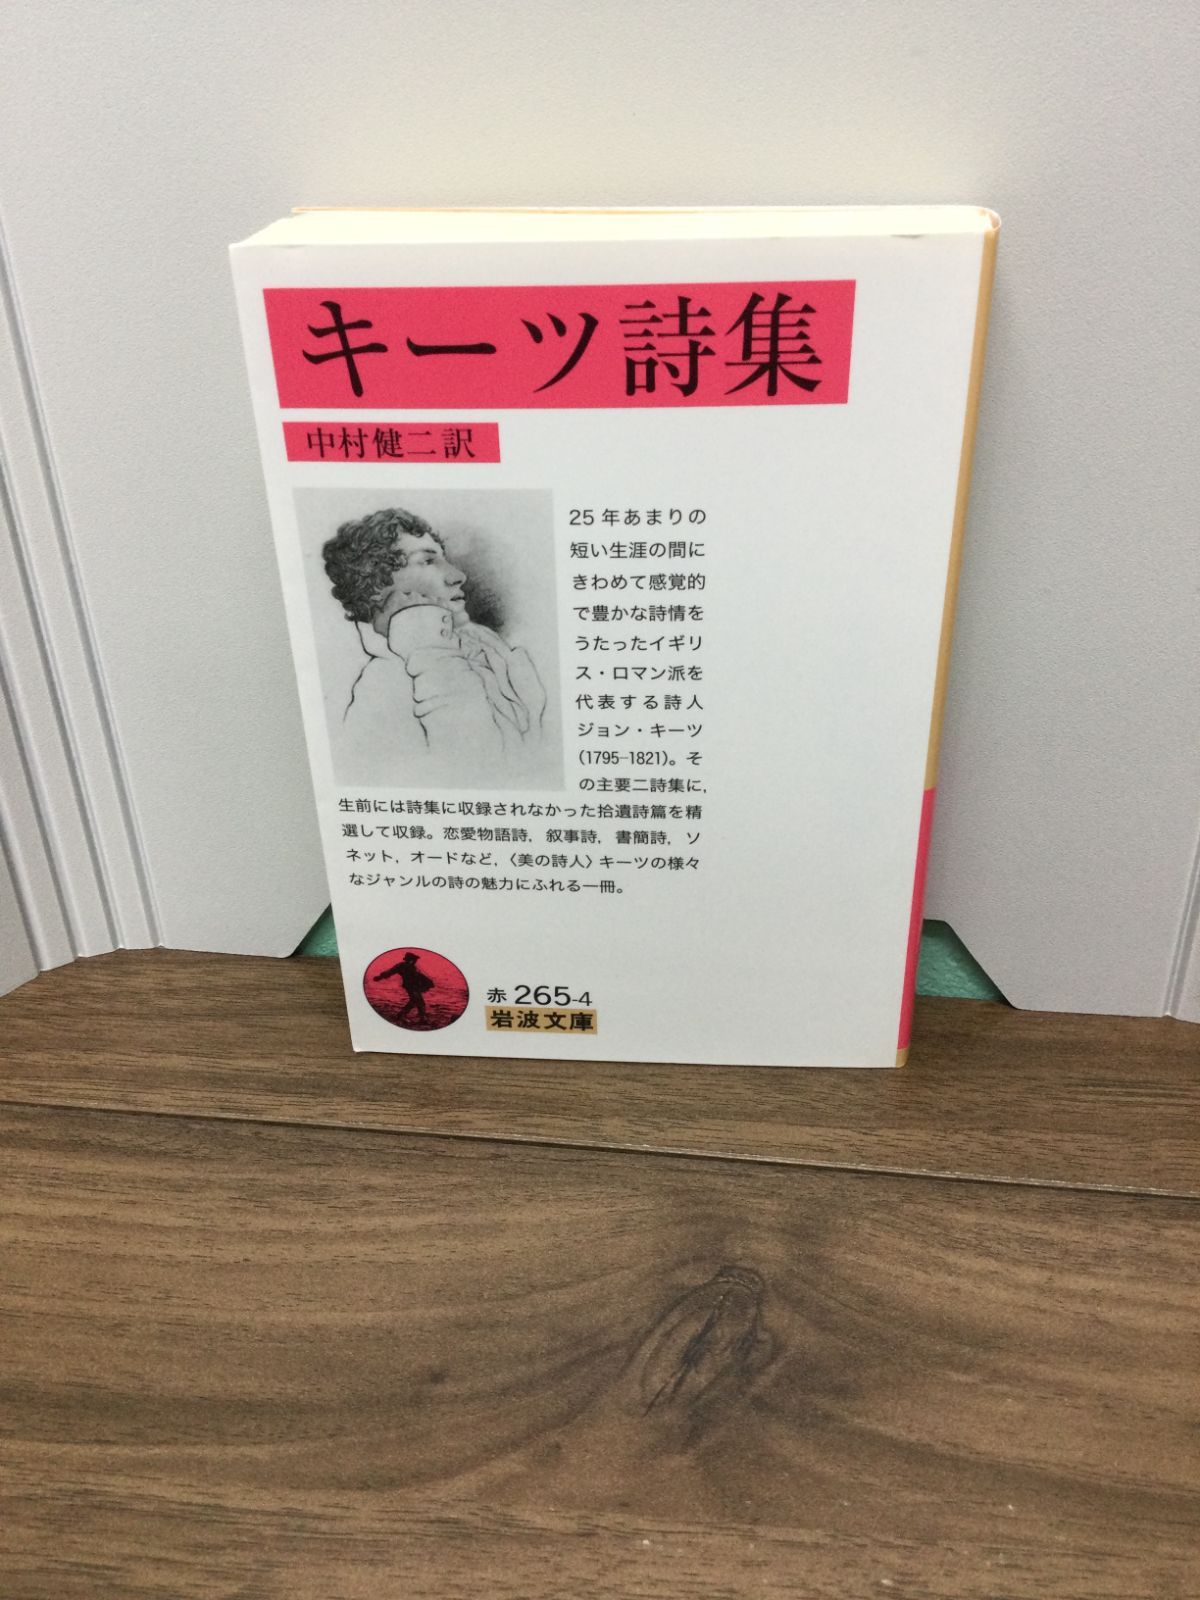 キーツ詩集
中村健二訳
25年あまりの
短い生涯の間に
きわめて感覚的
で豊かな詩情を
うたったイギリ
ス・ロマン派を
代表する詩人
ジョン・キーツ
(1795–1821)。そ
の主要二詩集に,
生前には詩集に収録されなかった拾遺詩篇を精
選して収録。恋愛物語詩, 叙事詩, 書簡詩, ソ
ネット, オードなど,〈美の詩人〉キーツの様々
なジャンルの詩の魅力にふれる一冊。
赤 265-4
岩波文庫